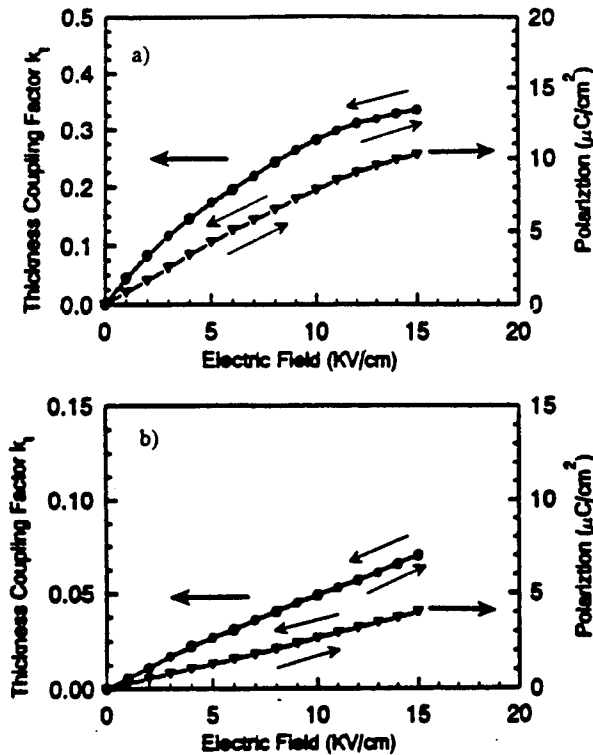 Thickness Coupling Factor kt
0.5
0.4
0.3
0.2
0.1
0.0
a)
20
15
10
5
0
Polariztion (μC/cm²)
0 5 10 15 20
Electric Field (KV/cm)
Thickness Coupling Factor kt
0.15
0.10
0.05
0.00
b)
15
10
5
0
Polariztion (μC/cm²)
0 5 10 15 20
Electric Field (KV/cm)